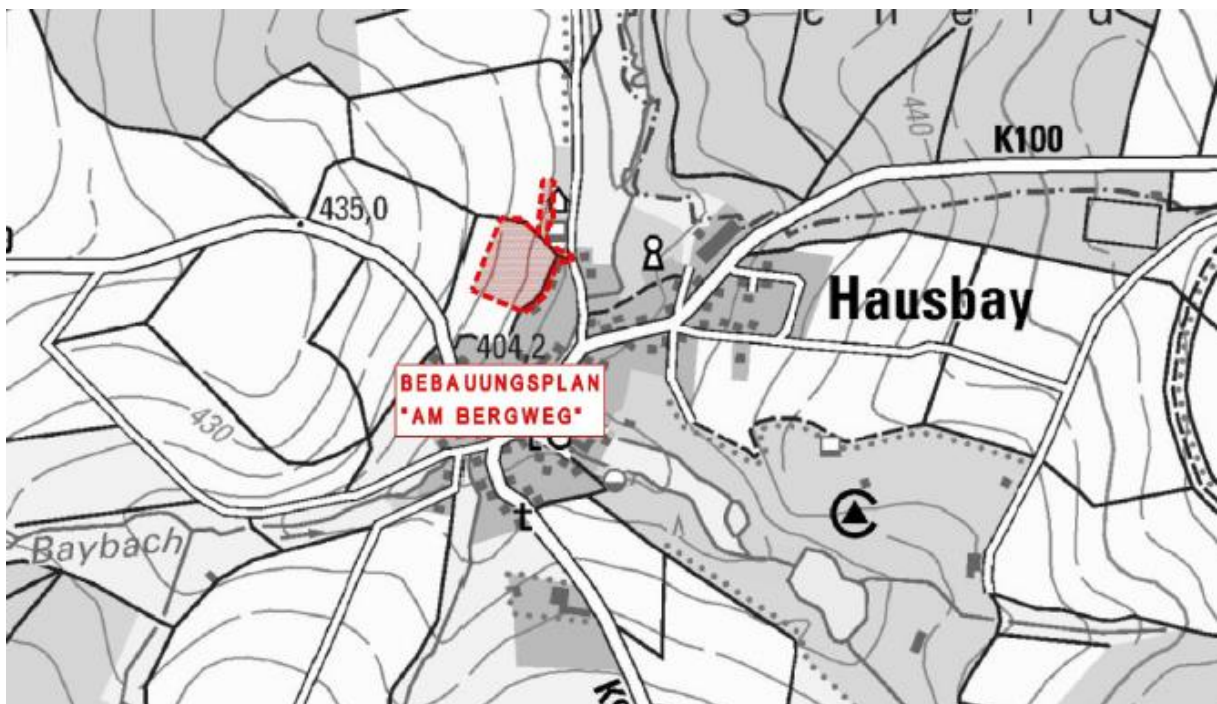 S c h e i d
440
K100
435,0
Hausbay
404,2
BEBAUUNGSPLAN
"AM BERGWEG"
430
Baybach